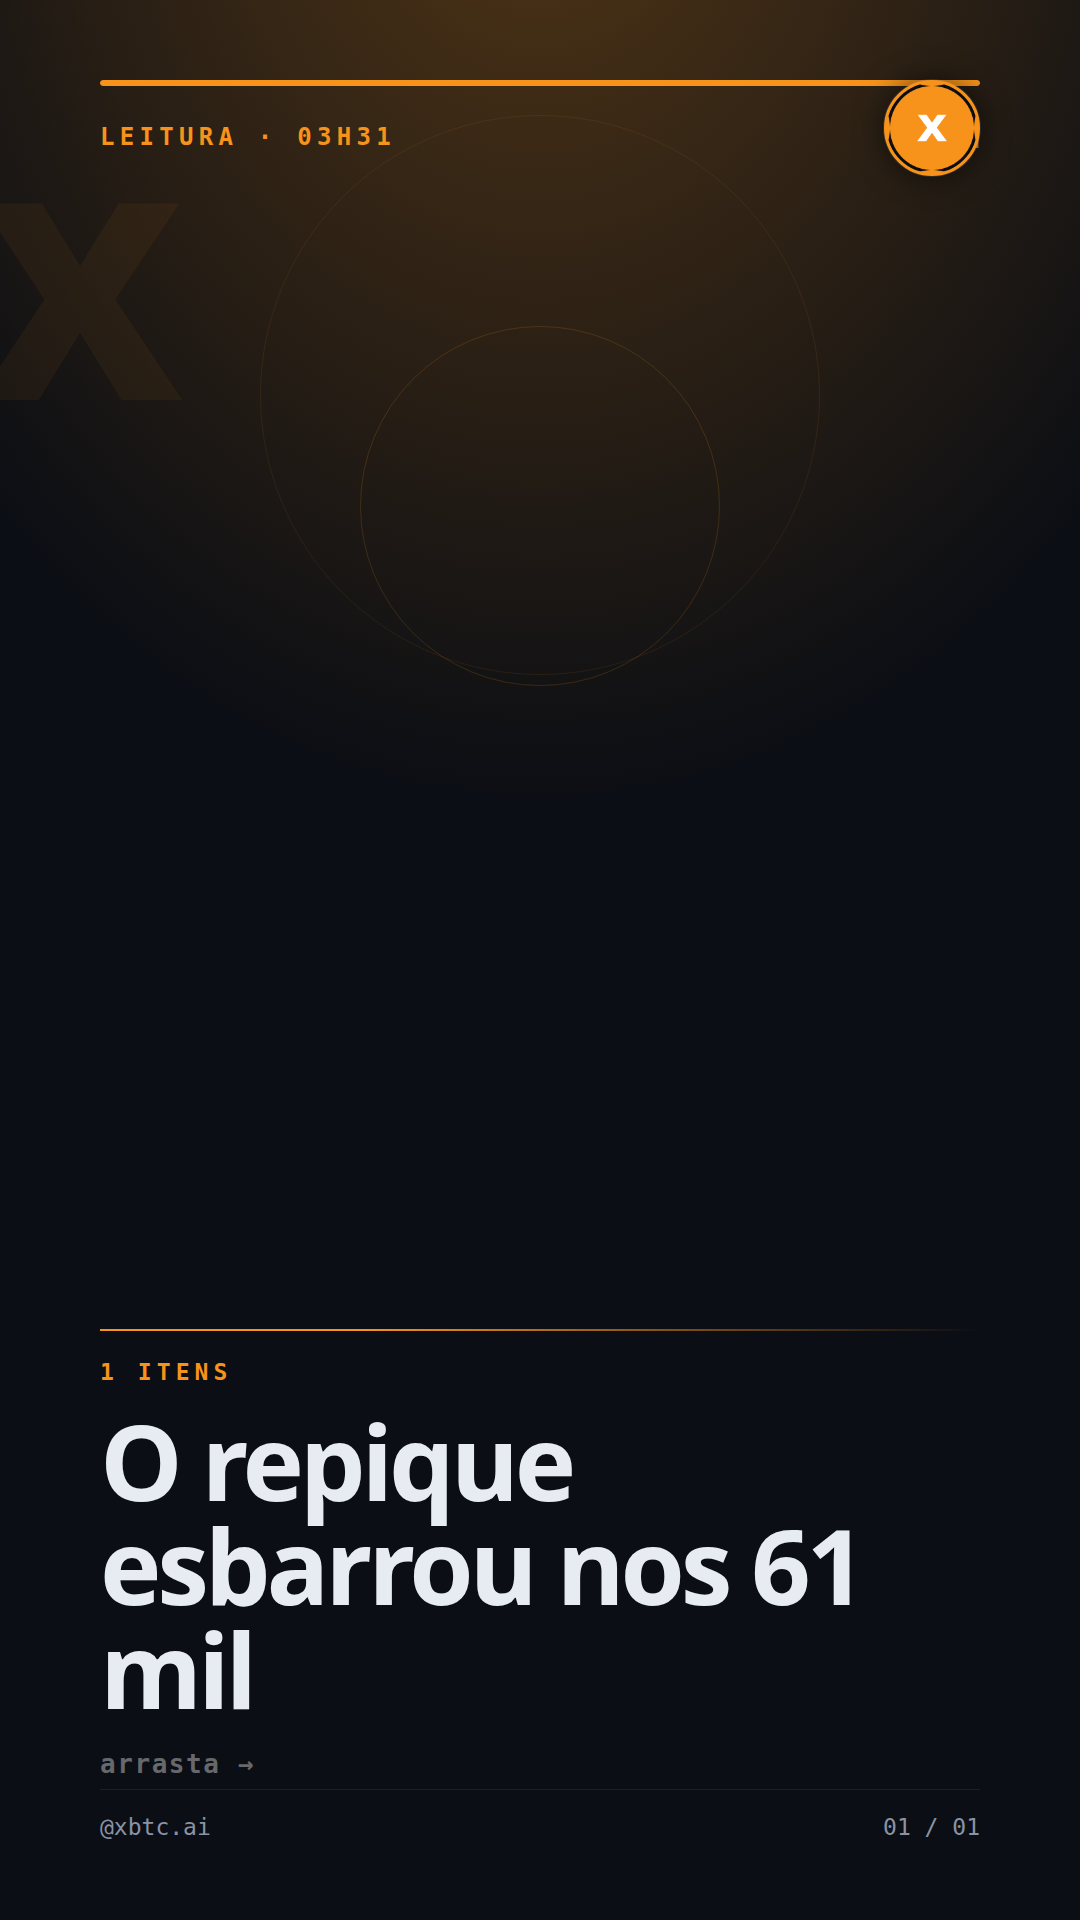 LEITURA · 03H31
X
X
1 ITENS
O repique
esbarrou nos 61
mil
arrasta →
@xbtc.ai
01 / 01